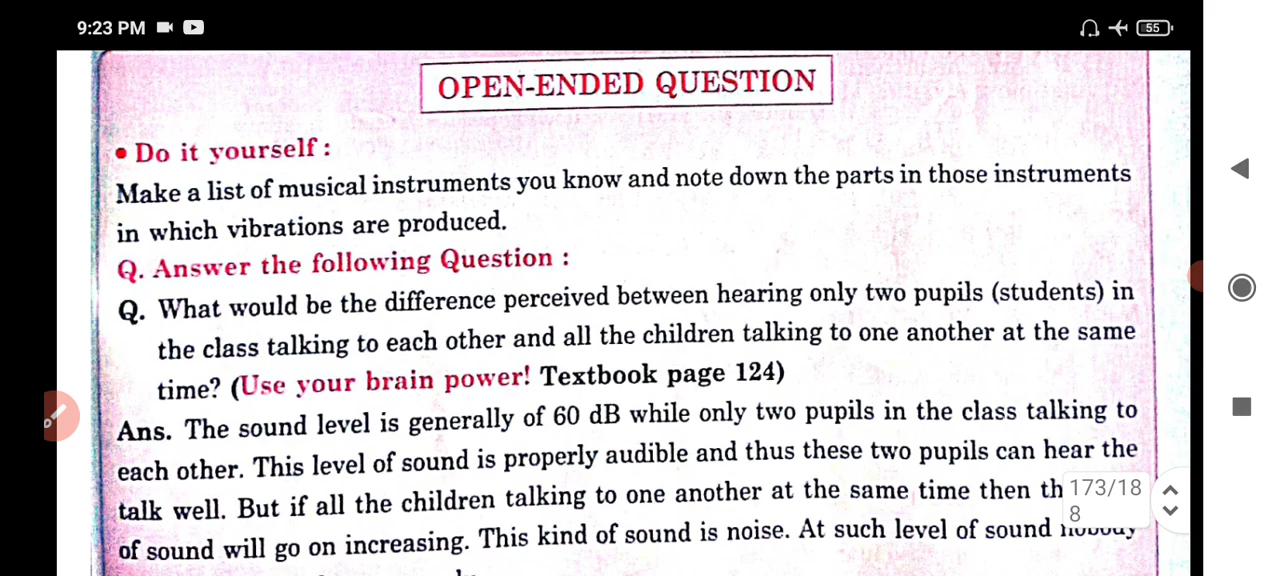 9:23 PM
55
OPEN-ENDED QUESTION
• Do it yourself :
Make a list of musical instruments you know and note down the parts in those instruments
in which vibrations are produced.
Q. Answer the following Question :
Q. What would be the difference perceived between hearing only two pupils (students) in
the class talking to each other and all the children talking to one another at the same
time? (Use your brain power! Textbook page 124)
Ans. The sound level is generally of 60 dB while only two pupils in the class talking to
each other. This level of sound is properly audible and thus these two pupils can hear the
talk well. But if all the children talking to one another at the same time then
of sound will go on increasing. This kind of sound is noise. At such level of sound nobody
173/18
8